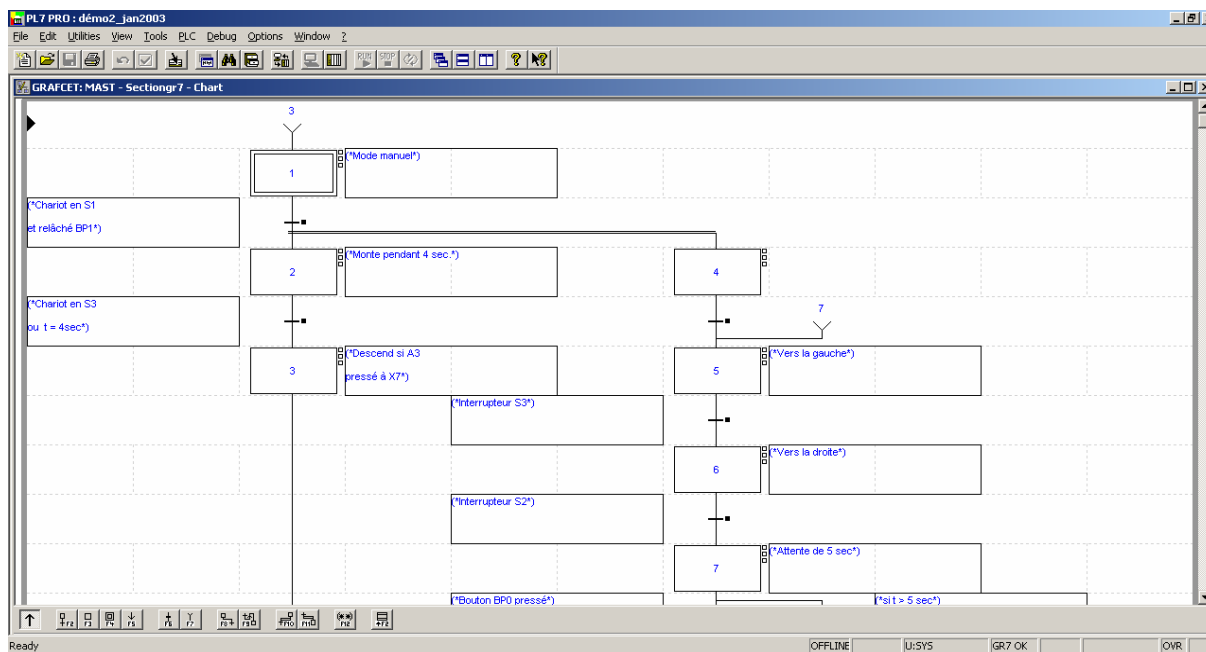 PL7 PRO : démo2_jan2003
File Edit Utilities View Tools PLC Debug Options Window ?
RUN STOP
GRAFCET: MAST - Sectiongr7 - Chart
3
1
(*Mode manuel*)
(*Chariot en S1
et relâché BP1*)
2
(*Monte pendant 4 sec.*)
4
(*Chariot en S3
ou t = 4sec*)
7
3
(*Descend si A3
pressé à X7*)
5
(*Vers la gauche*)
(*Interrupteur S3*)
6
(*Vers la droite*)
(*Interrupteur S2*)
7
(*Attente de 5 sec*)
(*Bouton BP0 pressé*)
(*si t > 5 sec*)
Ready
OFFLINE U:SYS GR7 OK OVR